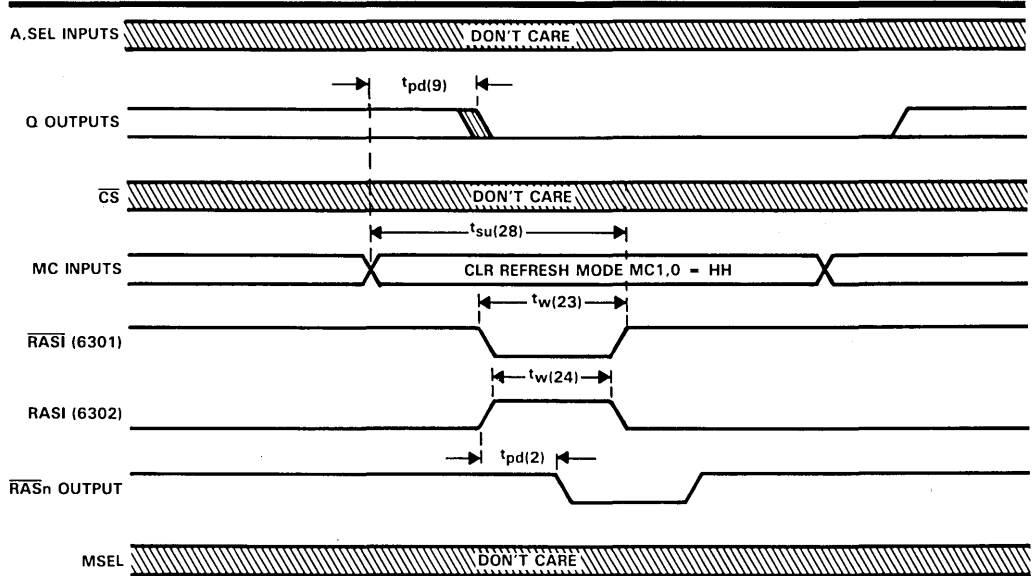 A,SEL INPUTS
DON'T CARE
tpd(9)
Q OUTPUTS
CS
DON'T CARE
tsu(28)
MC INPUTS
CLR REFRESH MODE MC1,0 = HH
tw(23)
RASI (6301)
tw(24)
RASI (6302)
tpd(2)
RASn OUTPUT
MSEL
DON'T CARE